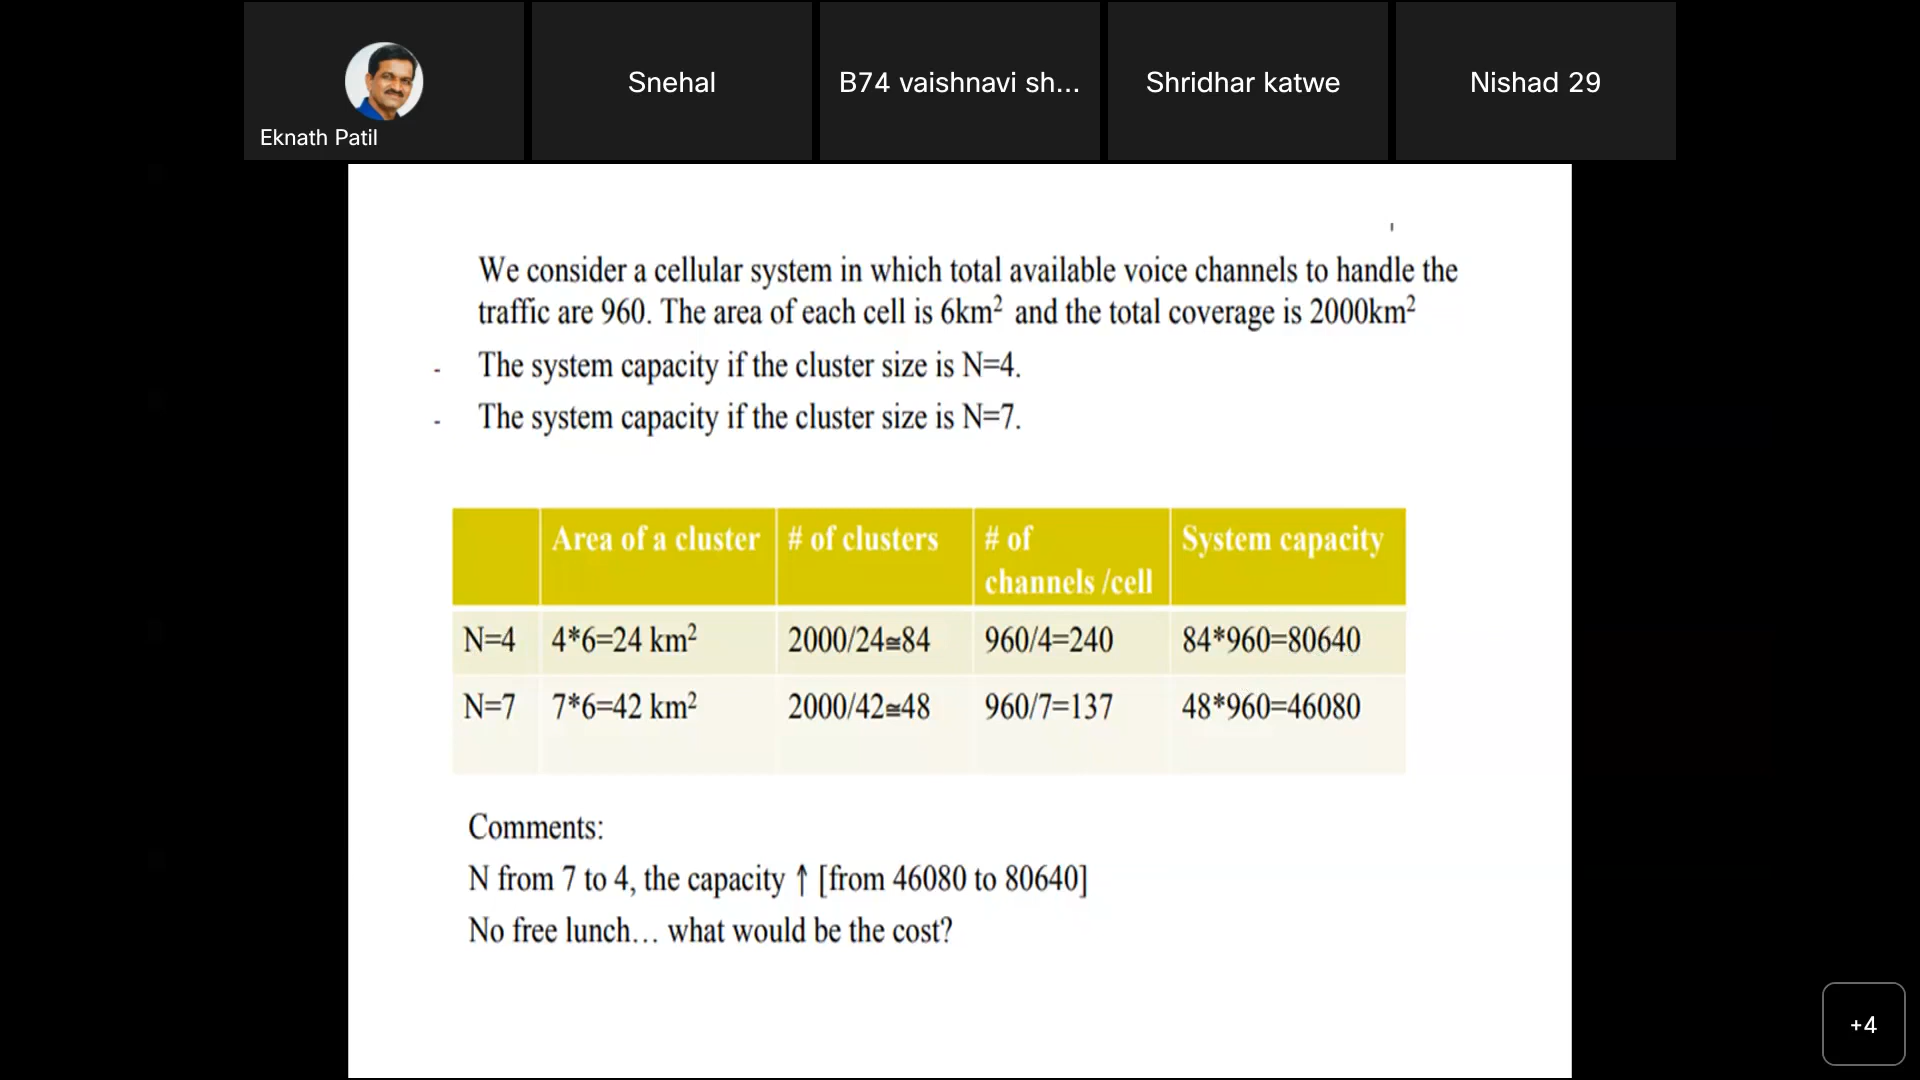 Eknath Patil
Snehal
B74 vaishnavi sh...
Shridhar katwe
Nishad 29
We consider a cellular system in which total available voice channels to handle the
traffic are 960. The area of each cell is 6km² and the total coverage is 2000km²
- The system capacity if the cluster size is N=4.
- The system capacity if the cluster size is N=7.
Area of a cluster # of clusters # of channels /cell System capacity
N=4 4*6=24 km² 2000/24≅84 960/4=240 84*960=80640
N=7 7*6=42 km² 2000/42≅48 960/7=137 48*960=46080
Comments:
N from 7 to 4, the capacity ↑ [from 46080 to 80640]
No free lunch… what would be the cost?
+4